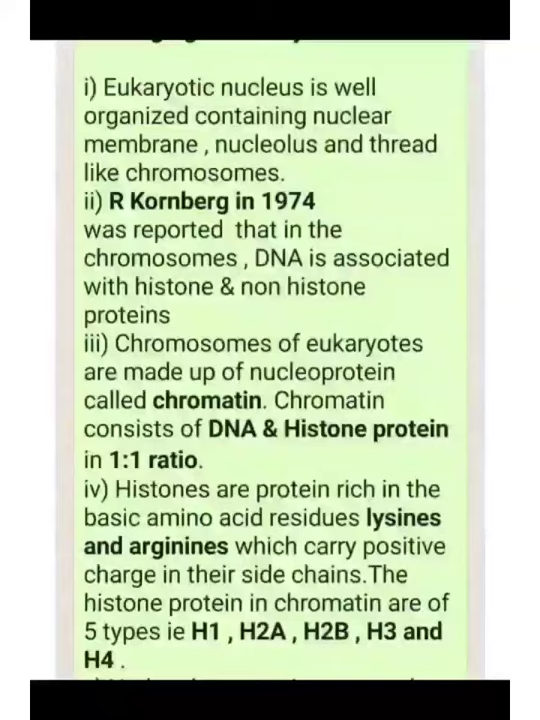 i) Eukaryotic nucleus is well
organized containing nuclear
membrane , nucleolus and thread
like chromosomes.
ii) R Kornberg in 1974
was reported  that in the
chromosomes , DNA is associated
with histone & non histone
proteins
iii) Chromosomes of eukaryotes
are made up of nucleoprotein
called chromatin. Chromatin
consists of DNA & Histone protein
in 1:1 ratio.
iv) Histones are protein rich in the
basic amino acid residues lysines
and arginines which carry positive
charge in their side chains.The
histone protein in chromatin are of
5 types ie H1 , H2A , H2B , H3 and
H4 .